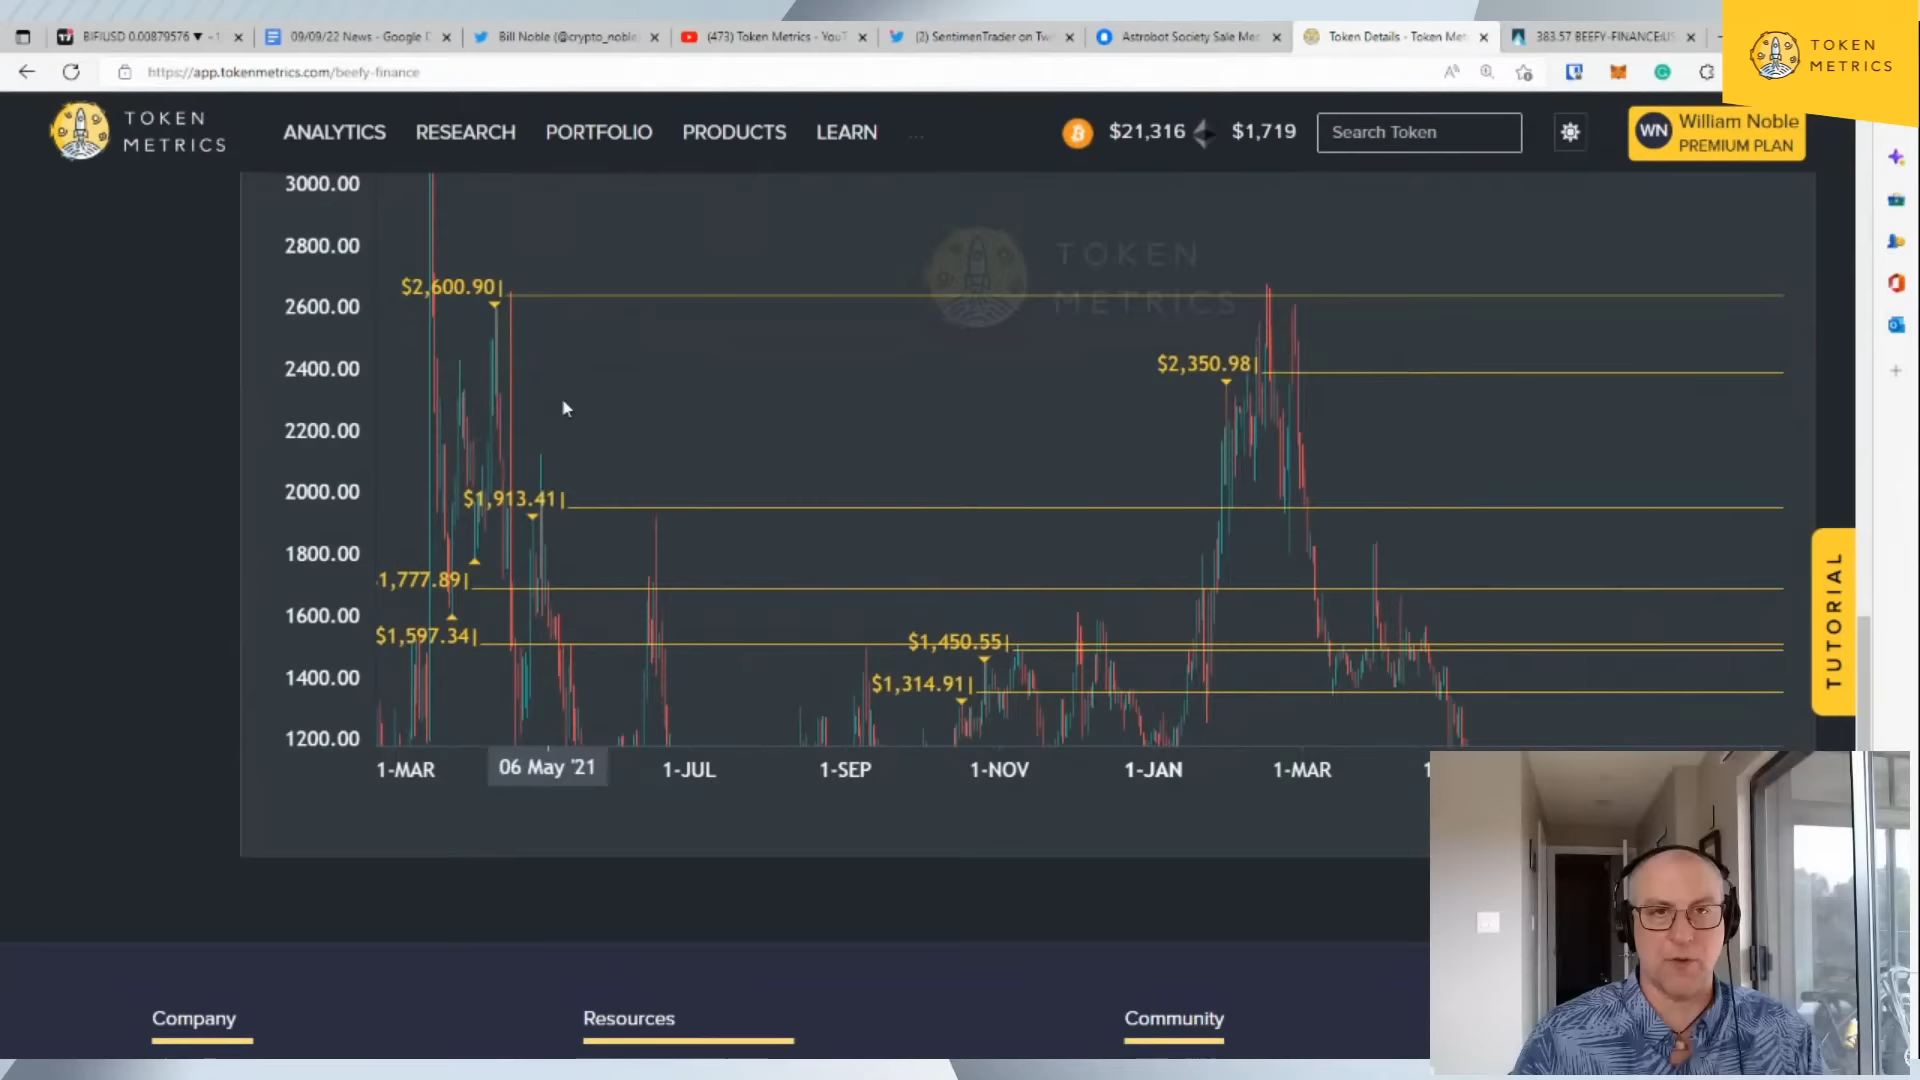 BIFIUSD 0.00879576 ▼
09/09/22 News - Google
Bill Noble (@crypto_noble
(473) Token Metrics - YouT
(2) SentimenTrader on Tw
Astrobot Society Sale Mec
Token Details - Token Met
383.57 BEEFY-FINANCE:US
TOKEN
METRICS
https://app.tokenmetrics.com/beefy-finance
TOKEN
METRICS
ANALYTICS
RESEARCH
PORTFOLIO
PRODUCTS
LEARN
...
$21,316
$1,719
Search Token
WN
William Noble
PREMIUM PLAN
3000.00
2800.00
2600.00
2400.00
2200.00
2000.00
1800.00
1600.00
1400.00
1200.00
TOKEN
METRICS
$2,600.90
$2,350.98
$1,913.41
1,777.89
$1,597.34
$1,450.55
$1,314.91
1-MAR
06 May '21
1-JUL
1-SEP
1-NOV
1-JAN
1-MAR
1
TUTORIAL
Company
Resources
Community